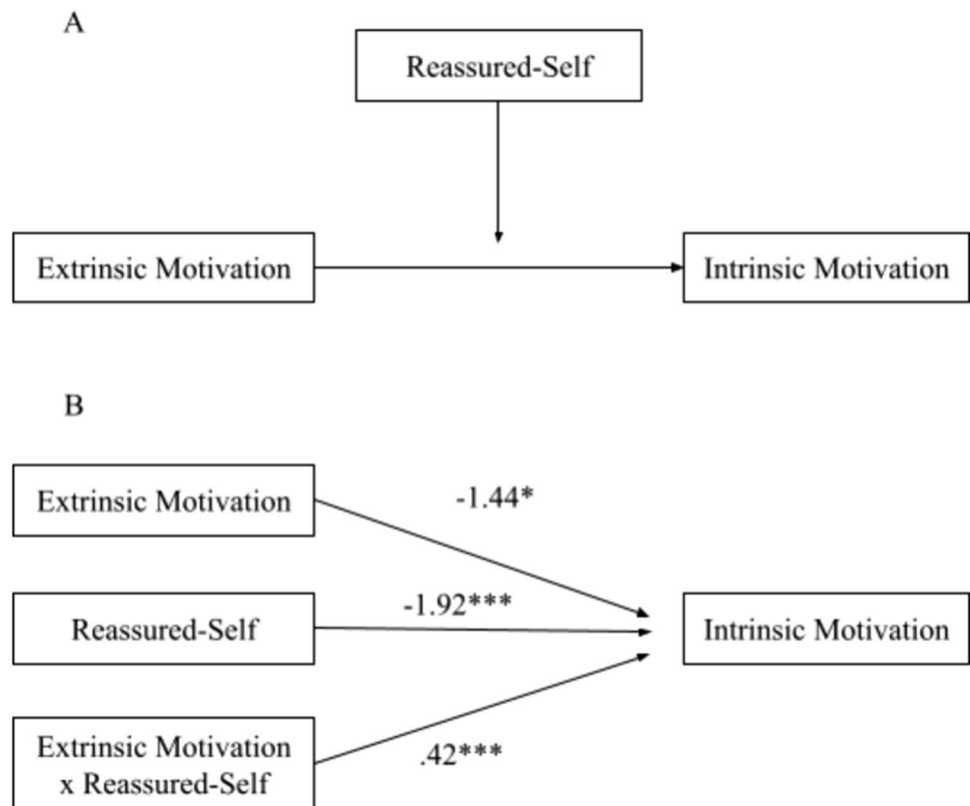 A
Reassured-Self
Extrinsic Motivation
Intrinsic Motivation
B
Extrinsic Motivation
-1.44*
Reassured-Self
-1.92***
Intrinsic Motivation
Extrinsic Motivation
x Reassured-Self
.42***